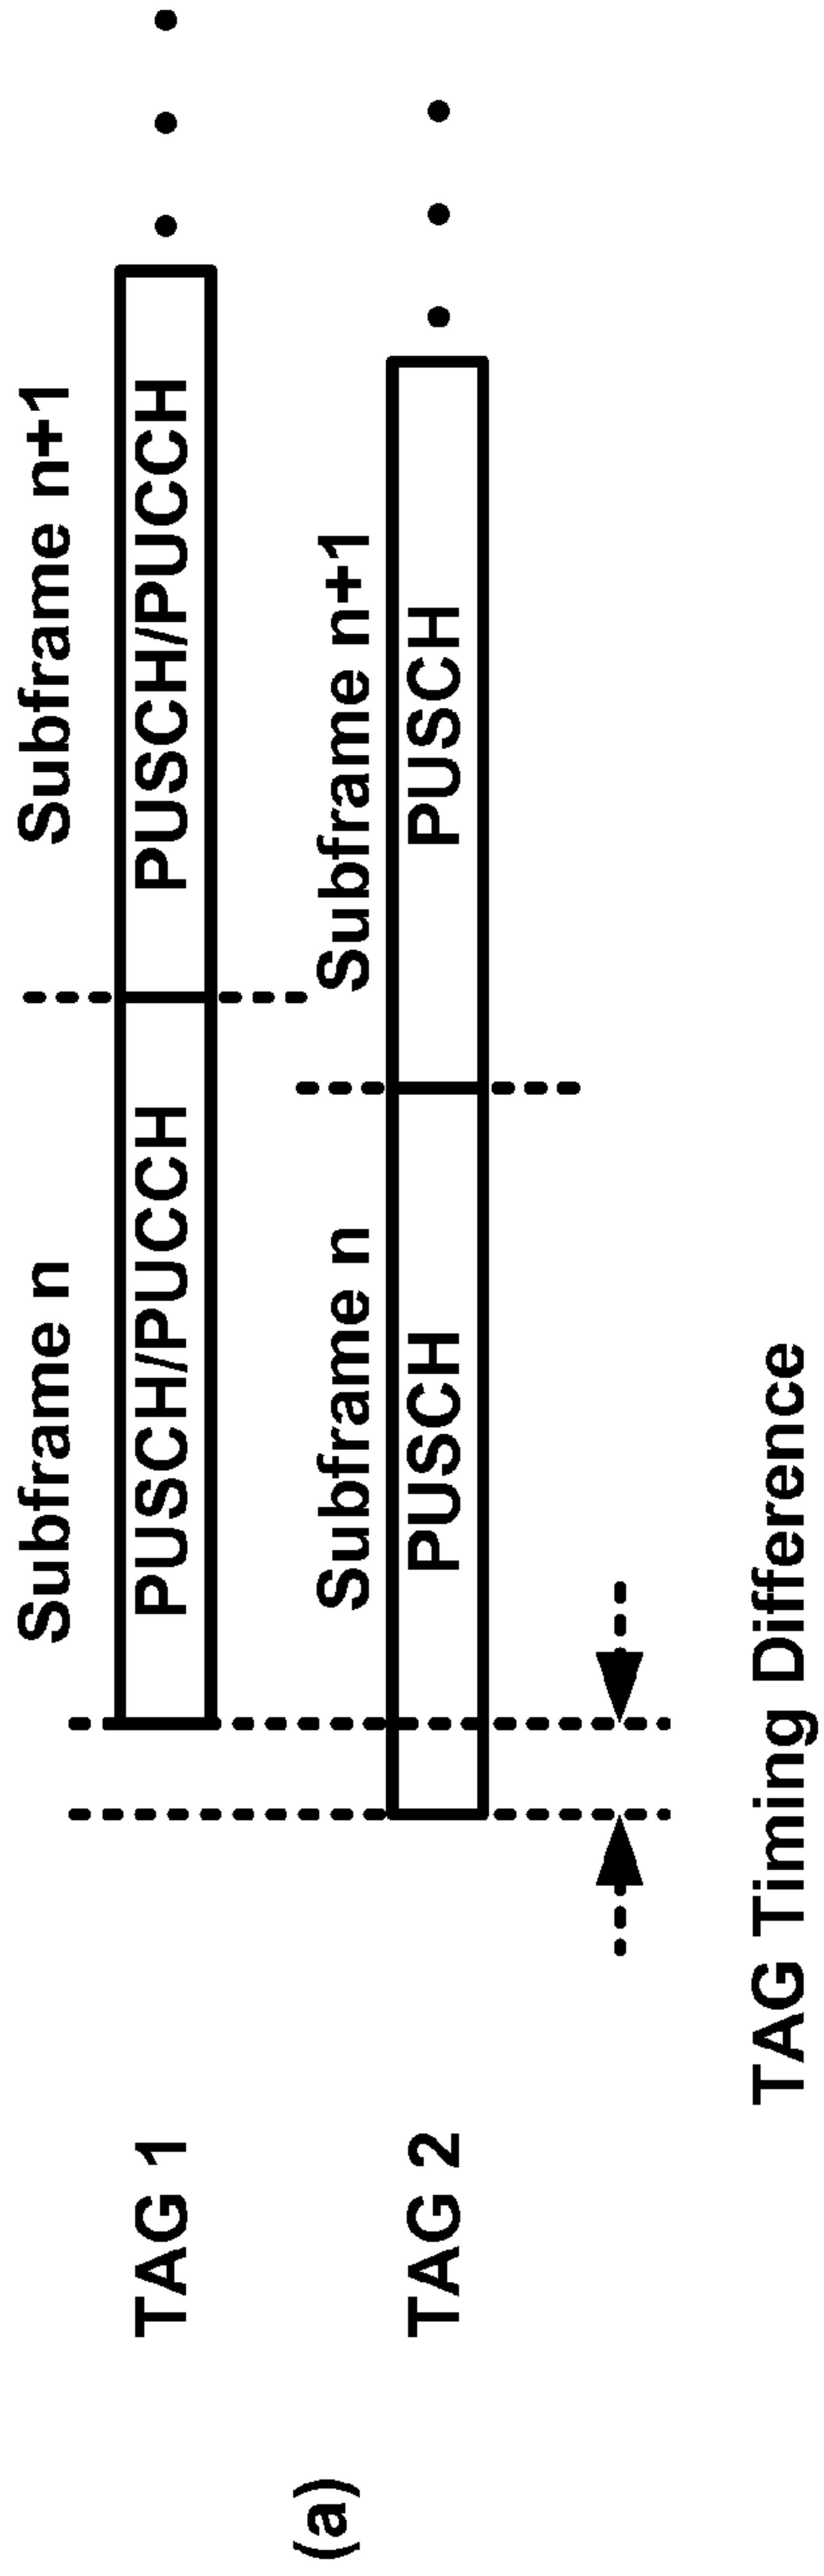 (a)
Subframe n
Subframe n+1
TAG 1
PUSCH/PUCCH
PUSCH/PUCCH
Subframe n
Subframe n+1
TAG 2
PUSCH
PUSCH
TAG Timing Difference